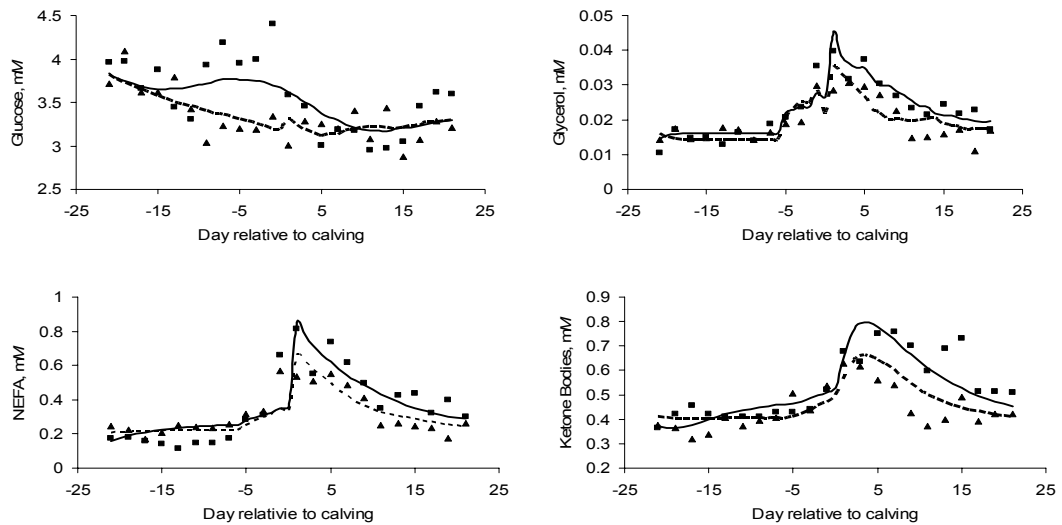 Glucose, mM
4.5
4
3.5
3
2.5
-25 -15 -5 5 15 25
Day relative to calving
Glycerol, mM
0.05
0.04
0.03
0.02
0.01
0
-25 -15 -5 5 15 25
Day relative to calving
NEFA, mM
1
0.8
0.6
0.4
0.2
0
-25 -15 -5 5 15 25
Day relativie to calving
Ketone Bodies, mM
0.9
0.8
0.7
0.6
0.5
0.4
0.3
0.2
-25 -15 -5 5 15 25
Day relative to calving